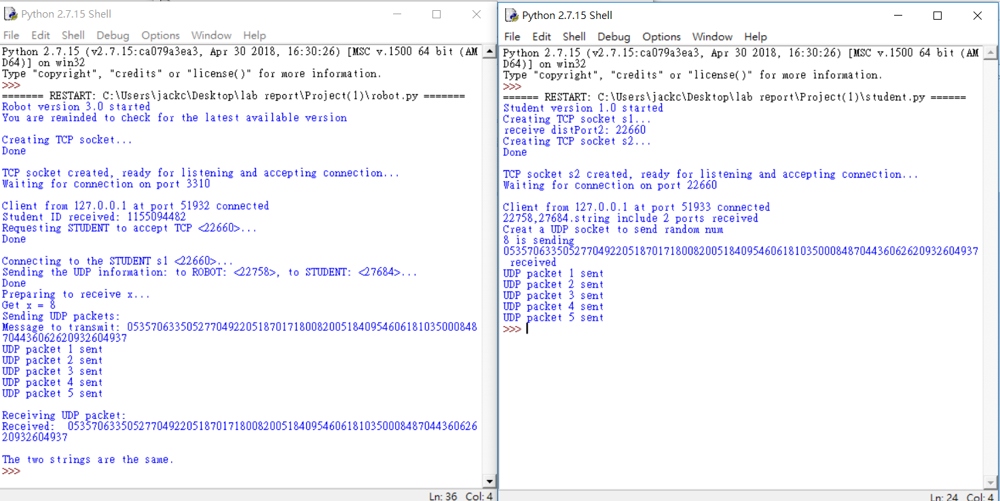 Python 2.7.15 Shell
File Edit Shell Debug Options Window Help
Python 2.7.15 (v2.7.15:ca079a3ea3, Apr 30 2018, 16:30:26) [MSC v.1500 64 bit (AM
D64)] on win32
Type "copyright", "credits" or "license()" for more information.
>>>
======= RESTART: C:\Users\jackc\Desktop\lab report\Project(1)\robot.py =======
Robot version 3.0 started
You are reminded to check for the latest available version
Creating TCP socket...
Done
TCP socket created, ready for listening and accepting connection...
Waiting for connection on port 3310
Client from 127.0.0.1 at port 51932 connected
Student ID received: 1155094482
Requesting STUDENT to accept TCP <22660>...
Done
Connecting to the STUDENT s1 <22660>...
Sending the UDP information: to ROBOT: <22758>, to STUDENT: <27684>...
Done
Preparing to receive x...
Get x = 8
Sending UDP packets:
Message to transmit: 05357063350527704922051870171800820051840954606181035000848
704436062620932604937
UDP packet 1 sent
UDP packet 2 sent
UDP packet 3 sent
UDP packet 4 sent
UDP packet 5 sent
Receiving UDP packet:
Received:  053570633505277049220518701718008200518409546061810350008487044360626
20932604937
The two strings are the same.
>>>
Ln: 36 Col: 4
Python 2.7.15 Shell
File Edit Shell Debug Options Window Help
Python 2.7.15 (v2.7.15:ca079a3ea3, Apr 30 2018, 16:30:26) [MSC v.1500 64 bit (AM
D64)] on win32
Type "copyright", "credits" or "license()" for more information.
>>>
====== RESTART: C:\Users\jackc\Desktop\lab report\Project(1)\student.py ======
Student version 1.0 started
Creating TCP socket s1...
receive distPort2: 22660
Creating TCP socket s2...
Done
TCP socket s2 created, ready for listening and accepting connection...
Waiting for connection on port 22660
Client from 127.0.0.1 at port 51933 connected
22758,27684.string include 2 ports received
Creat a UDP socket to send random num
8 is sending
05357063350527704922051870171800820051840954606181035000848704436062620932604937
received
UDP packet 1 sent
UDP packet 2 sent
UDP packet 3 sent
UDP packet 4 sent
UDP packet 5 sent
>>>
Ln: 24 Col: 4